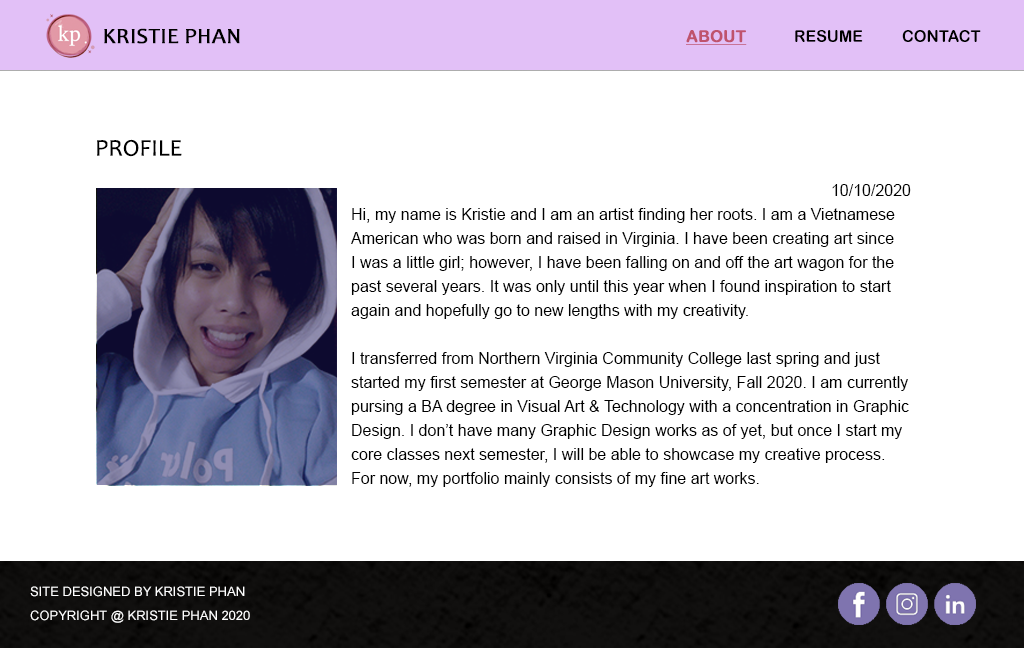 kp KRISTIE PHAN ABOUT RESUME CONTACT
PROFILE
10/10/2020
Hi, my name is Kristie and I am an artist finding her roots. I am a Vietnamese
American who was born and raised in Virginia. I have been creating art since
I was a little girl; however, I have been falling on and off the art wagon for the
past several years. It was only until this year when I found inspiration to start
again and hopefully go to new lengths with my creativity.
I transferred from Northern Virginia Community College last spring and just
started my first semester at George Mason University, Fall 2020. I am currently
pursing a BA degree in Visual Art & Technology with a concentration in Graphic
Design. I don’t have many Graphic Design works as of yet, but once I start my
core classes next semester, I will be able to showcase my creative process.
For now, my portfolio mainly consists of my fine art works.
SITE DESIGNED BY KRISTIE PHAN
COPYRIGHT @ KRISTIE PHAN 2020
f in